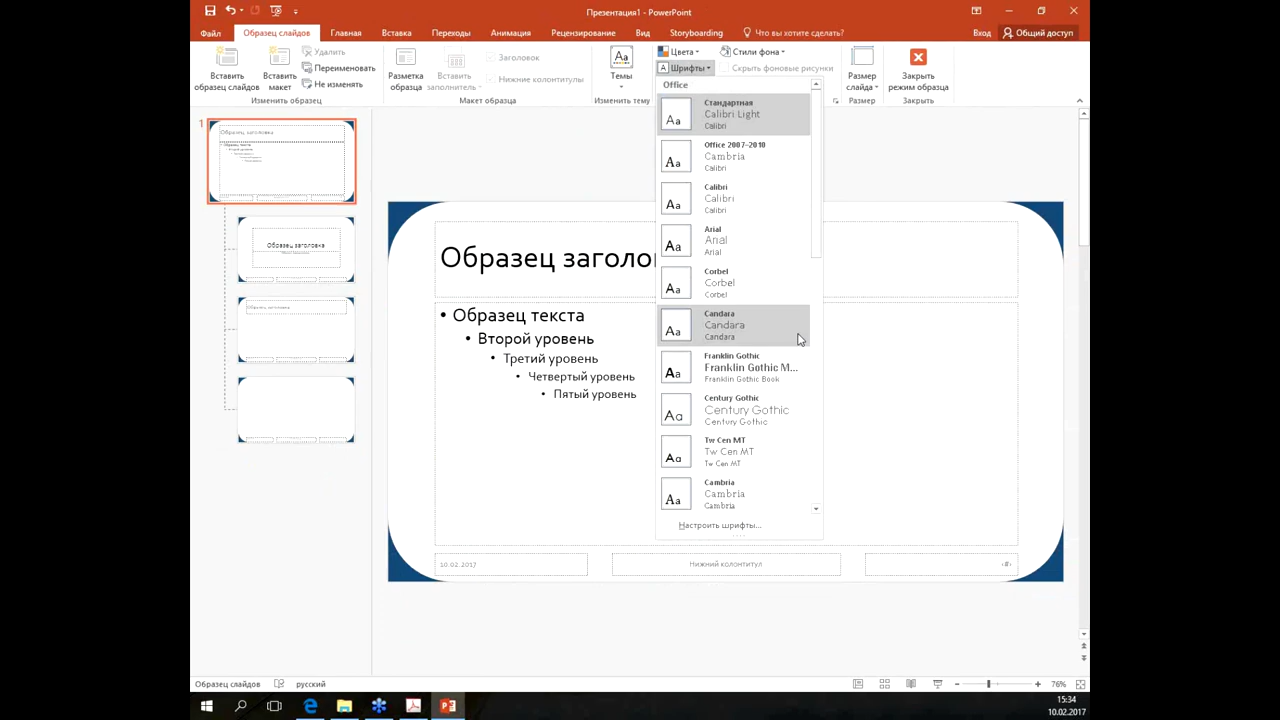 Презентация1 - PowerPoint
Файл
Образец слайдов
Главная
Вставка
Переходы
Анимация
Рецензирование
Вид
Storyboarding
Что вы хотите сделать?
Вход
Общий доступ
Вставить образец слайдов
Вставить макет
Удалить
Переименовать
Не изменять
Изменить образец
Разметка образца
Вставить заполнитель
Заголовок
Нижние колонтитулы
Макет образца
Темы
Изменить тему
Цвета
Шрифты
Стили фона
Скрыть фоновые рисунки
Размер слайда
Размер
Закрыть режим образца
Закрыть
Office
Стандартная
Calibri Light
Calibri
Office 2007-2010
Cambria
Calibri
Calibri
Calibri
Calibri
Arial
Arial
Arial
Corbel
Corbel
Corbel
Candara
Candara
Candara
Franklin Gothic
Franklin Gothic M...
Franklin Gothic Book
Century Gothic
Century Gothic
Century Gothic
Tw Cen MT
Tw Cen MT
Tw Cen MT
Cambria
Cambria
Cambria
Настроить шрифты...
1
Образец заголовка
Образец текста
Образец заголовка
Образец заголовка
Образец заголо
• Образец текста
• Второй уровень
• Третий уровень
• Четвертый уровень
• Пятый уровень
10.02.2017
Нижний колонтитул
‹#›
Образец слайдов
русский
76%
15:34
10.02.2017